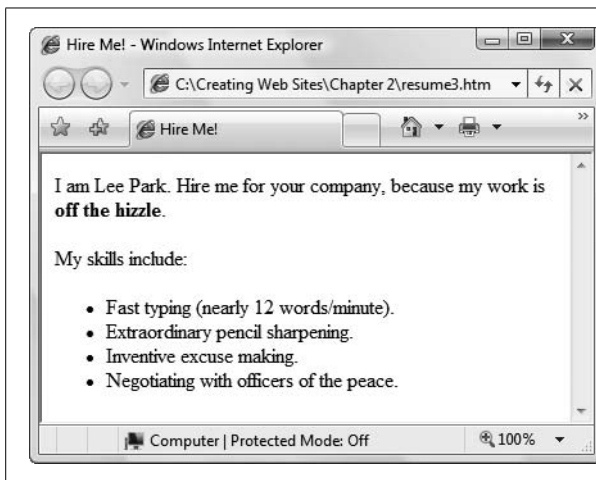 Hire Me! - Windows Internet Explorer
C:\Creating Web Sites\Chapter 2\resume3.htm
Hire Me!
I am Lee Park. Hire me for your company, because my work is
off the hizzle.
My skills include:
• Fast typing (nearly 12 words/minute).
• Extraordinary pencil sharpening.
• Inventive excuse making.
• Negotiating with officers of the peace.
Computer | Protected Mode: Off 100%